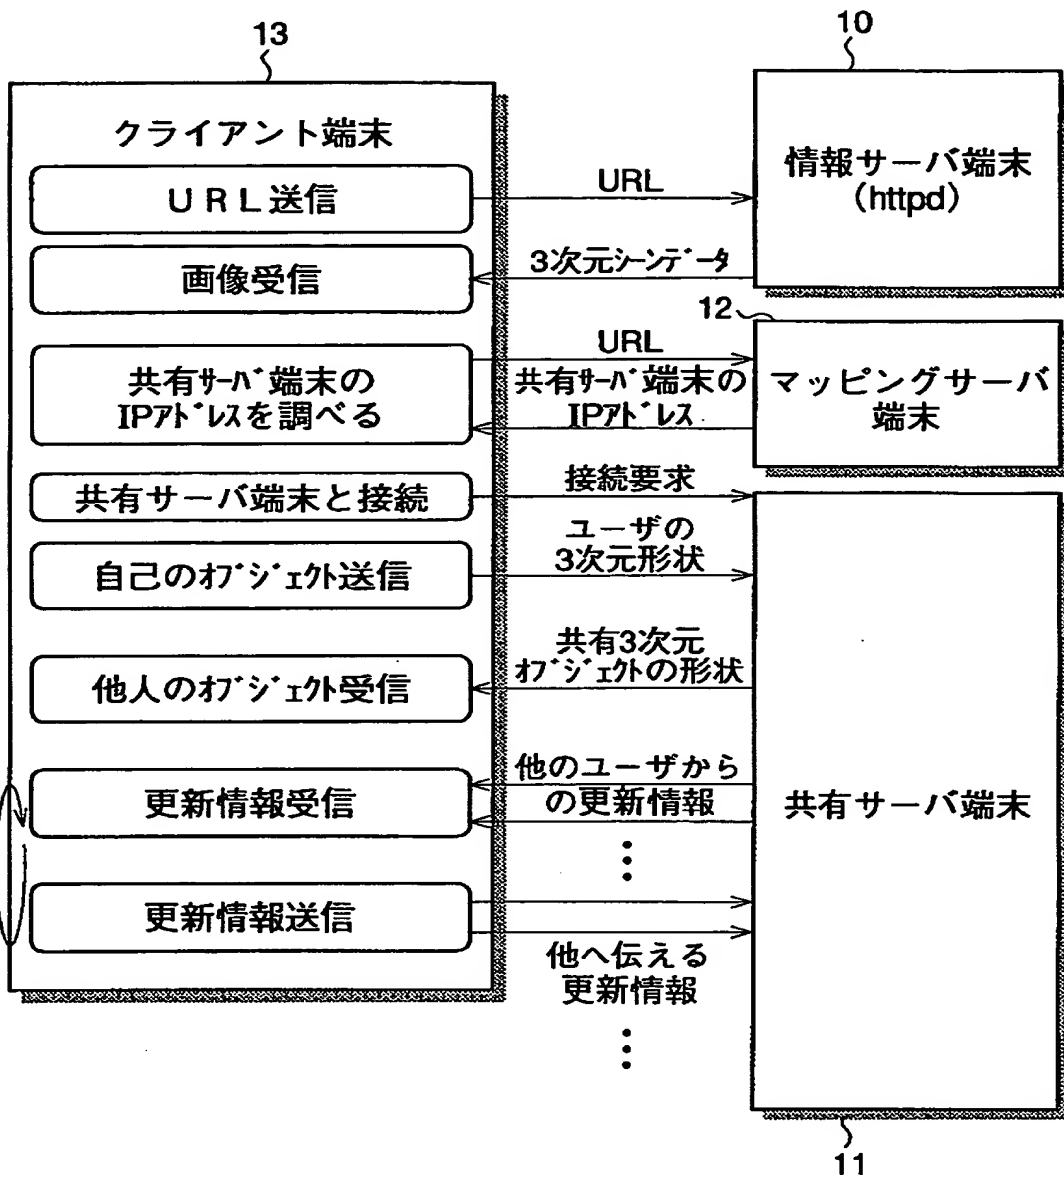 13
クライアント端末
URL送信
画像受信
共有サーバ端末の
IPアドレスを調べる
共有サーバ端末と接続
自己のオブジェクト送信
他人のオブジェクト受信
更新情報受信
更新情報送信
URL
3次元シーンデータ
URL
共有サーバ端末の
IPアドレス
接続要求
ユーザの
3次元形状
共有3次元
オブジェクトの形状
他のユーザから
の更新情報
他へ伝える
更新情報
10
情報サーバ端末
(httpd)
12
マッピングサーバ
端末
共有サーバ端末
11